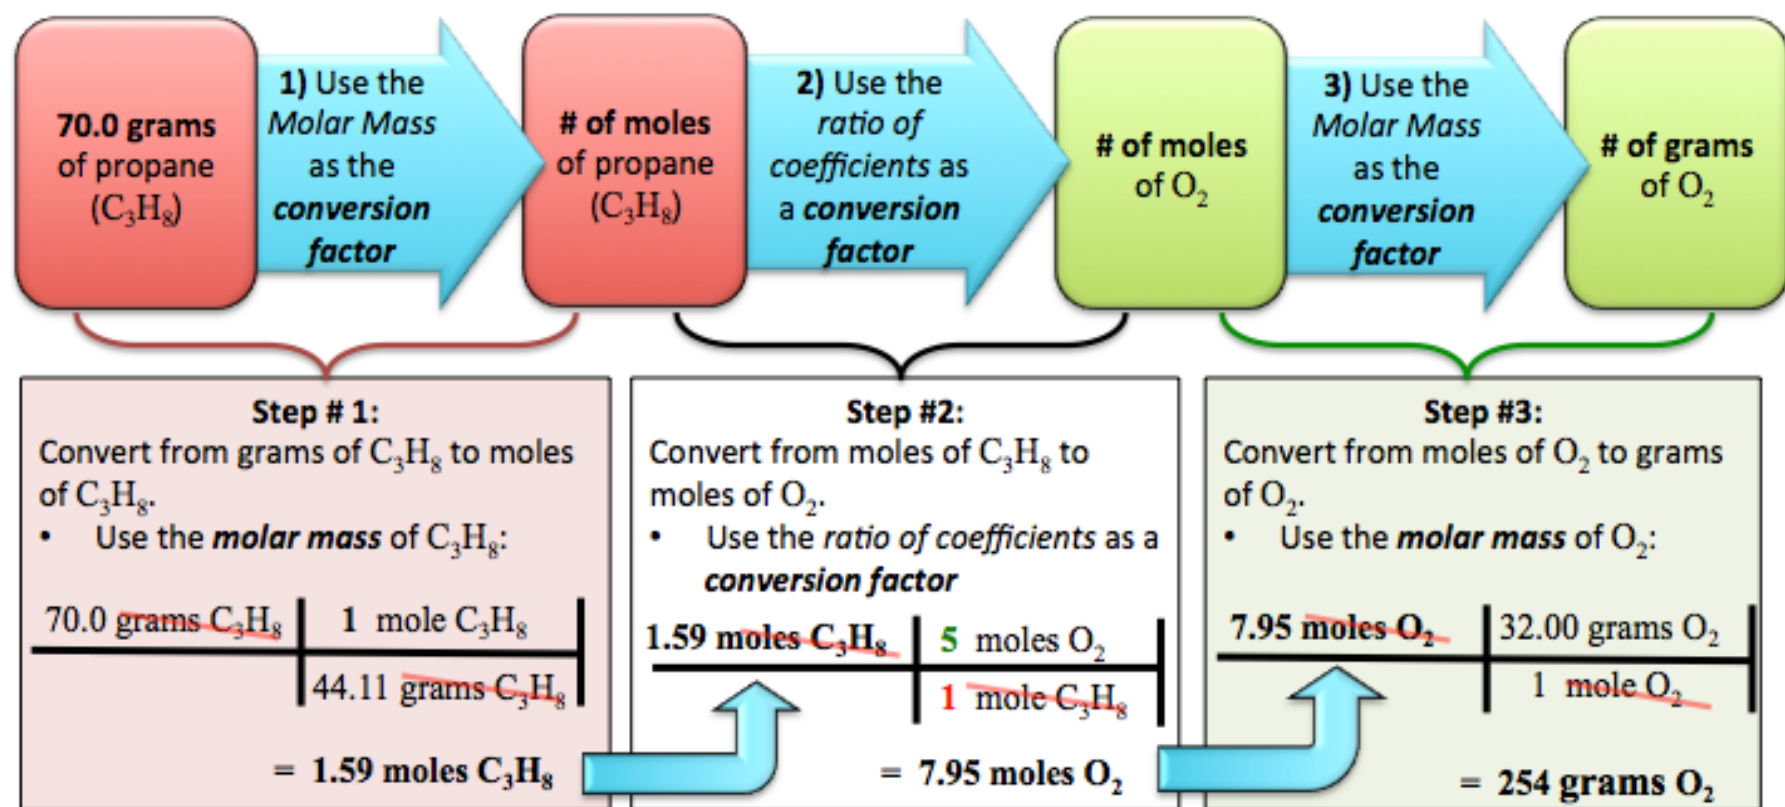 70.0 grams
of propane
(C₃H₈)
1) Use the
Molar Mass
as the
conversion
factor
# of moles
of propane
(C₃H₈)
2) Use the
ratio of
coefficients as
a conversion
factor
# of moles
of O₂
3) Use the
Molar Mass
as the
conversion
factor
# of grams
of O₂
Step # 1:
Convert from grams of C₃H₈ to moles
of C₃H₈.
• Use the molar mass of C₃H₈:
70.0 grams C₃H₈ 1 mole C₃H₈
44.11 grams C₃H₈
= 1.59 moles C₃H₈
Step #2:
Convert from moles of C₃H₈ to
moles of O₂.
• Use the ratio of coefficients as a
conversion factor
1.59 moles C₃H₈ 5 moles O₂
1 mole C₃H₈
= 7.95 moles O₂
Step #3:
Convert from moles of O₂ to grams
of O₂.
• Use the molar mass of O₂:
7.95 moles O₂ 32.00 grams O₂
1 mole O₂
= 254 grams O₂